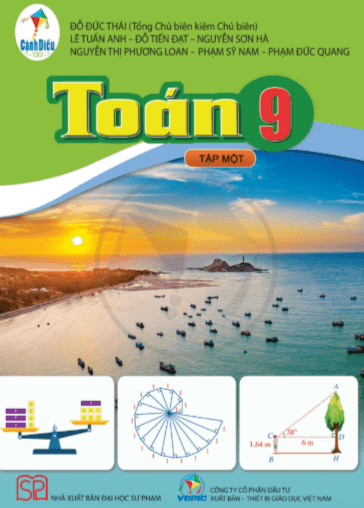 ĐỖ ĐỨC THÁI (Tổng Chủ biên kiêm Chủ biên)
LÊ TUẤN ANH – ĐỖ TIẾN ĐẠT – NGUYỄN SƠN HÀ
NGUYỄN THỊ PHƯƠNG LOAN – PHẠM SỸ NAM – PHẠM ĐỨC QUANG
Cánh Diều
Toán 9
TẬP MỘT
A
C
38°
1,64 m
6 m
B
H
NHÀ XUẤT BẢN ĐẠI HỌC SƯ PHẠM
VEPIC
CÔNG TY CỔ PHẦN ĐẦU TƯ
XUẤT BẢN – THIẾT BỊ GIÁO DỤC VIỆT NAM